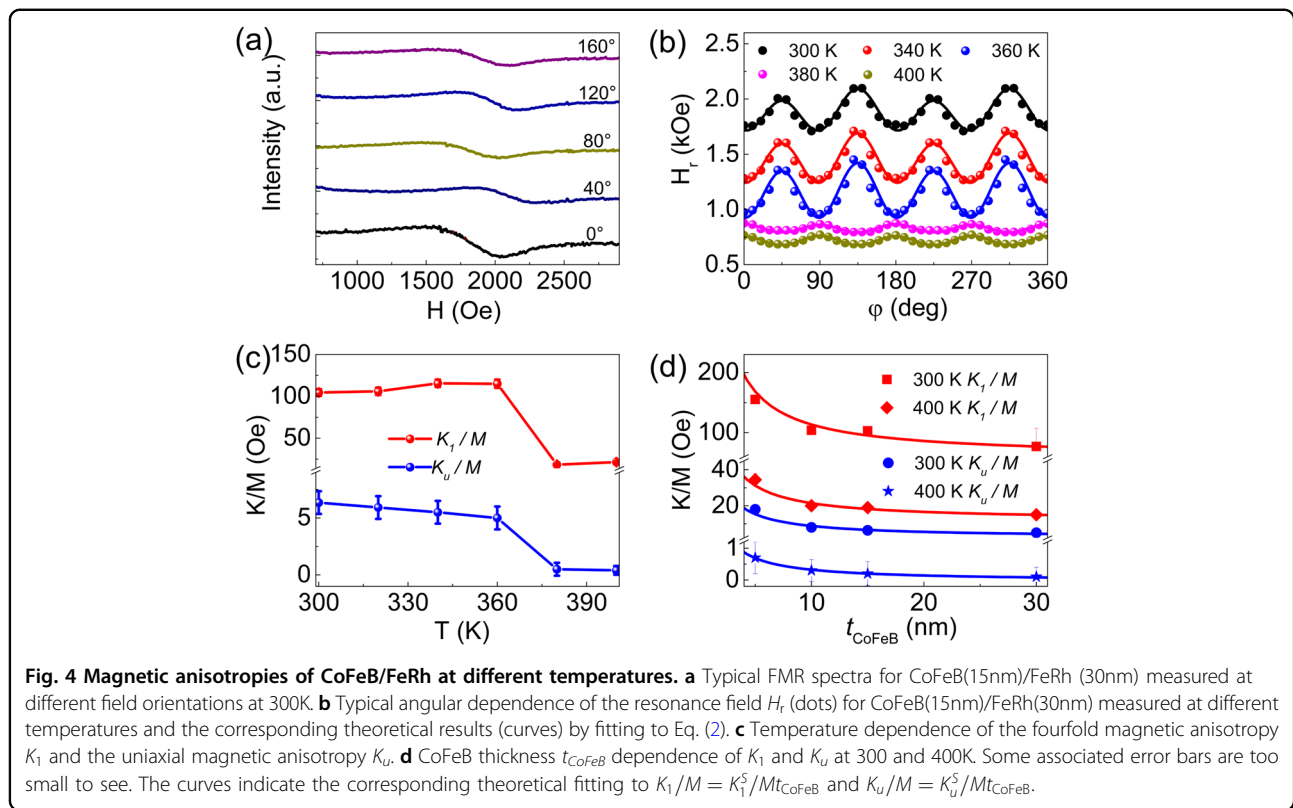 (a)
160°
120°
80°
40°
0°
Intensity (a.u.)
1000 1500 2000 2500
H (Oe)
(b)
300 K 340 K 360 K
380 K 400 K
2.5
2.0
1.5
1.0
0.5
H_r (kOe)
0 90 180 270 360
φ (deg)
(c)
150
100
50
5
0
K/M (Oe)
K_1 / M
K_u / M
300 330 360 390
T (K)
(d)
200
100
40
20
1
0
K/M (Oe)
300 K K_1 / M
400 K K_1 / M
300 K K_u / M
400 K K_u / M
10 20 30
t_CoFeB (nm)
Fig. 4 Magnetic anisotropies of CoFeB/FeRh at different temperatures. a Typical FMR spectra for CoFeB(15nm)/FeRh (30nm) measured at
different field orientations at 300K. b Typical angular dependence of the resonance field H_r (dots) for CoFeB(15nm)/FeRh(30nm) measured at different
temperatures and the corresponding theoretical results (curves) by fitting to Eq. (2). c Temperature dependence of the fourfold magnetic anisotropy
K_1 and the uniaxial magnetic anisotropy K_u. d CoFeB thickness t_CoFeB dependence of K_1 and K_u at 300 and 400K. Some associated error bars are too
small to see. The curves indicate the corresponding theoretical fitting to K_1/M = K_1^S/Mt_CoFeB and K_u/M = K_u^S/Mt_CoFeB.